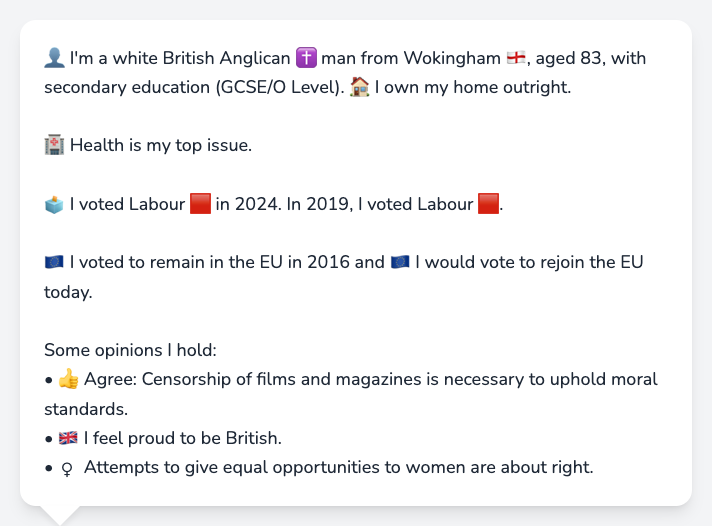 👤 I'm a white British Anglican ✝️ man from Wokingham 🏴󠁧󠁢󠁥󠁮󠁧󠁿, aged 83, with
secondary education (GCSE/O Level). 🏠 I own my home outright.
🏥 Health is my top issue.
🗳️ I voted Labour 🟥 in 2024. In 2019, I voted Labour 🟥.
🇪🇺 I voted to remain in the EU in 2016 and 🇪🇺 I would vote to rejoin the EU
today.
Some opinions I hold:
• 👍 Agree: Censorship of films and magazines is necessary to uphold moral
standards.
• 🇬🇧 I feel proud to be British.
• ♀ Attempts to give equal opportunities to women are about right.